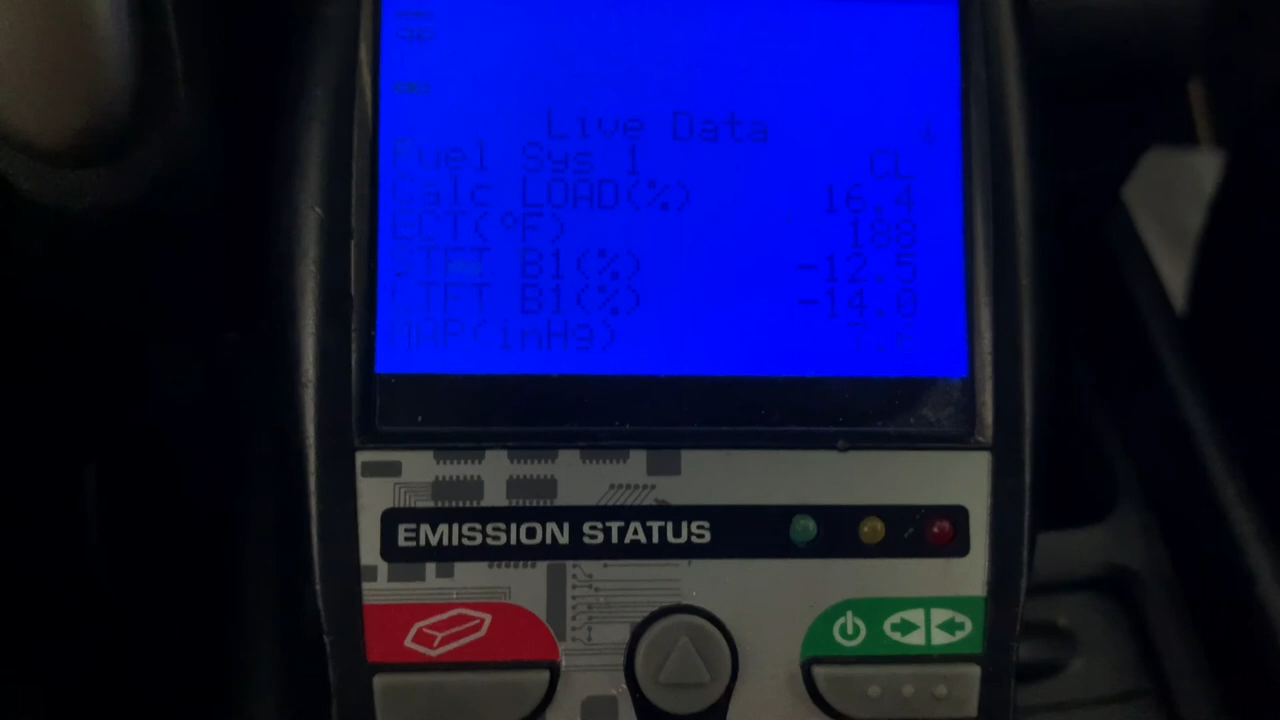 Live Data
Fuel Sys 1 CL
Calc LOAD(%) 16.4
ECT(°F) 188
STFT B1(%) -12.5
LTFT B1(%) -14.0
MAP(inHg)
EMISSION STATUS